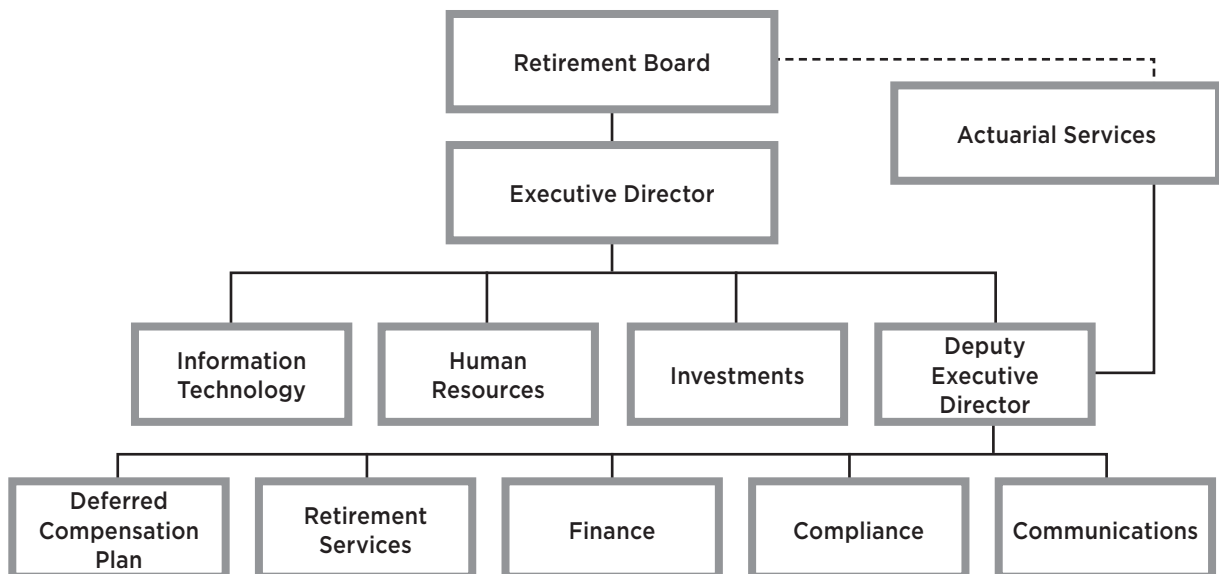 Retirement Board
Actuarial Services
Executive Director
Information
Technology
Human
Resources
Investments
Deputy
Executive
Director
Deferred
Compensation
Plan
Retirement
Services
Finance
Compliance
Communications